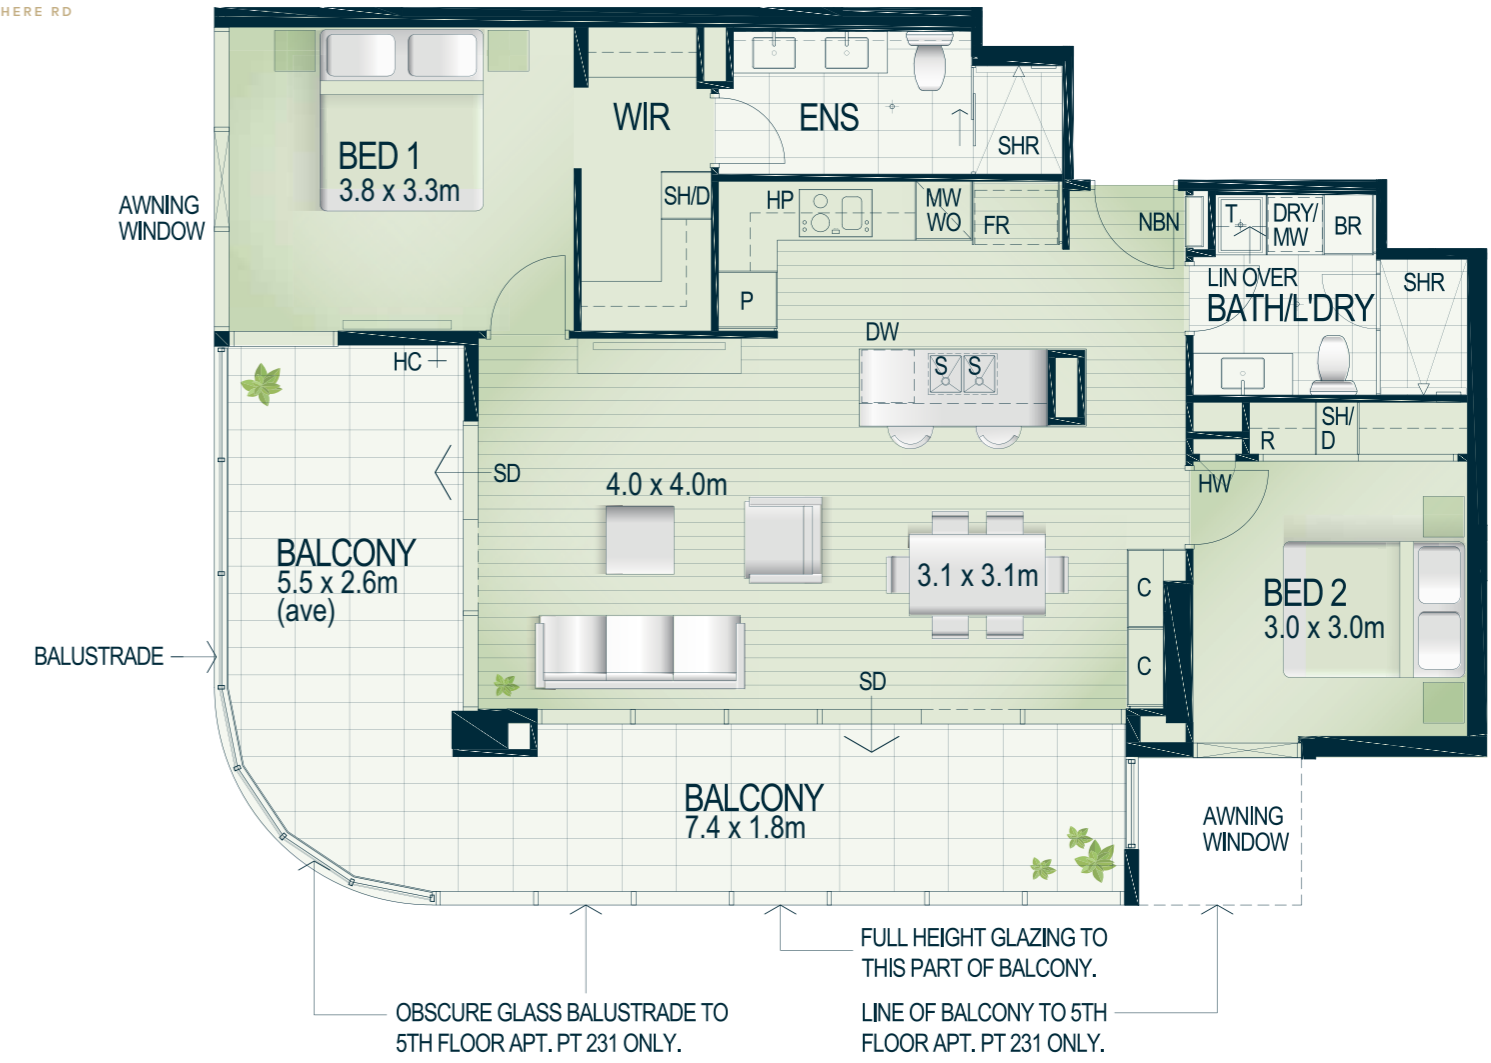 HERE RD
BED 1
3.8 x 3.3m
WIR
ENS
SHR
SH/D
HP
MW
WO
FR
P
NBN
T
DRY/
MW
BR
LIN OVER
BATH/L'DRY
SHR
AWNING
WINDOW
HC
DW
S S
R
SH/
D
HW
SD
4.0 x 4.0m
BALCONY
5.5 x 2.6m
(ave)
3.1 x 3.1m
C
C
BED 2
3.0 x 3.0m
BALUSTRADE
SD
BALCONY
7.4 x 1.8m
AWNING
WINDOW
FULL HEIGHT GLAZING TO
THIS PART OF BALCONY.
OBSCURE GLASS BALUSTRADE TO
5TH FLOOR APT. PT 231 ONLY.
LINE OF BALCONY TO 5TH
FLOOR APT. PT 231 ONLY.